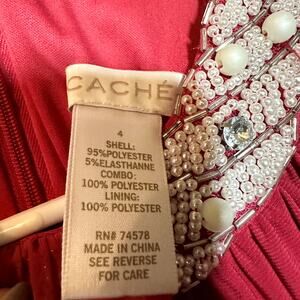 CACHÉ
4
SHELL:
95%POLYESTER
5%ELASTHANNE
COMBO:
100% POLYESTER
LINING:
100% POLYESTER
RN# 74578
MADE IN CHINA
SEE REVERSE
FOR CARE